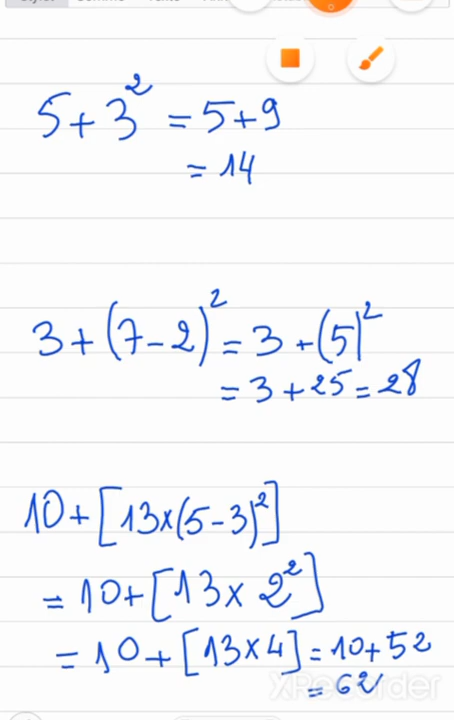 5+3² = 5+9
= 14
3+(7-2)² = 3+(5)²
= 3+25 = 28
10+[13×(5-3)²]
= 10+[13×2²]
= 10+[13×4] = 10+52
= 62
XRecorder